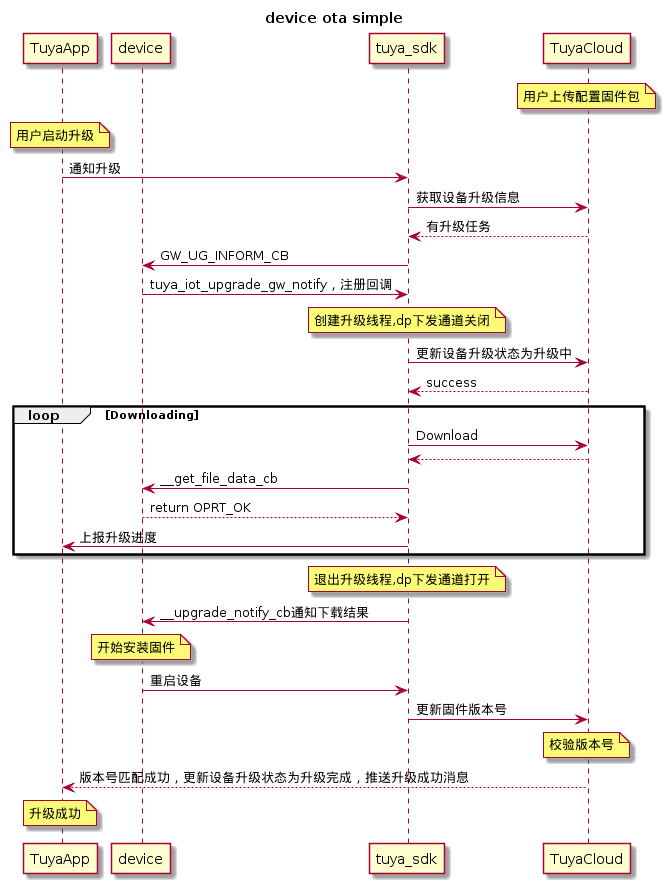 device ota simple
TuyaApp
device
tuya_sdk
TuyaCloud
用户上传配置固件包
用户启动升级
通知升级
获取设备升级信息
有升级任务
GW_UG_INFORM_CB
tuya_iot_upgrade_gw_notify，注册回调
创建升级线程,dp下发通道关闭
更新设备升级状态为升级中
success
loop
[Downloading]
Download
__get_file_data_cb
return OPRT_OK
上报升级进度
退出升级线程,dp下发通道打开
__upgrade_notify_cb通知下载结果
开始安装固件
重启设备
更新固件版本号
校验版本号
版本号匹配成功，更新设备升级状态为升级完成，推送升级成功消息
升级成功
TuyaApp
device
tuya_sdk
TuyaCloud